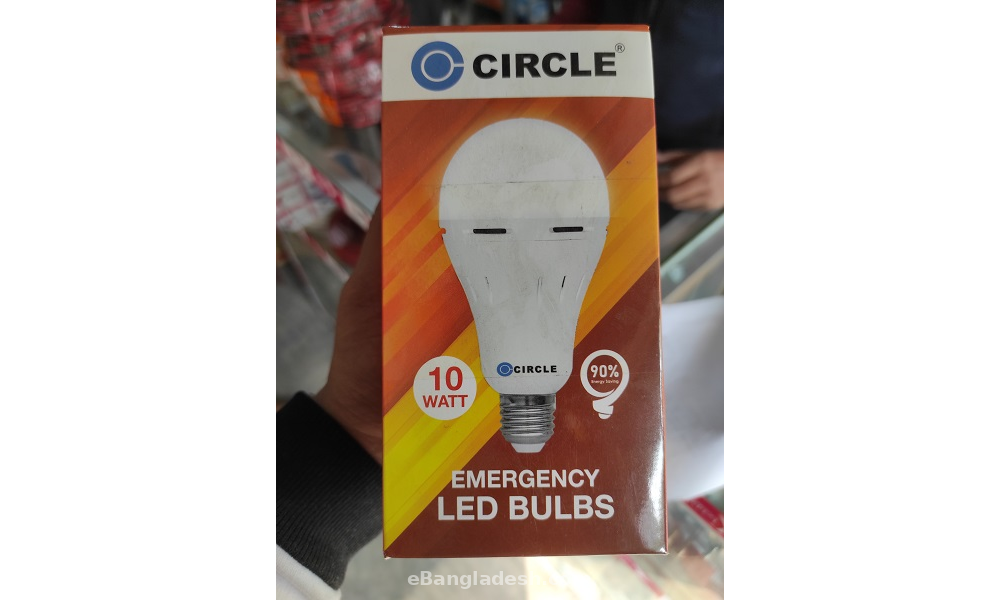 CIRCLE®
CIRCLE
10
WATT
90%
Energy Saving
EMERGENCY
LED BULBS